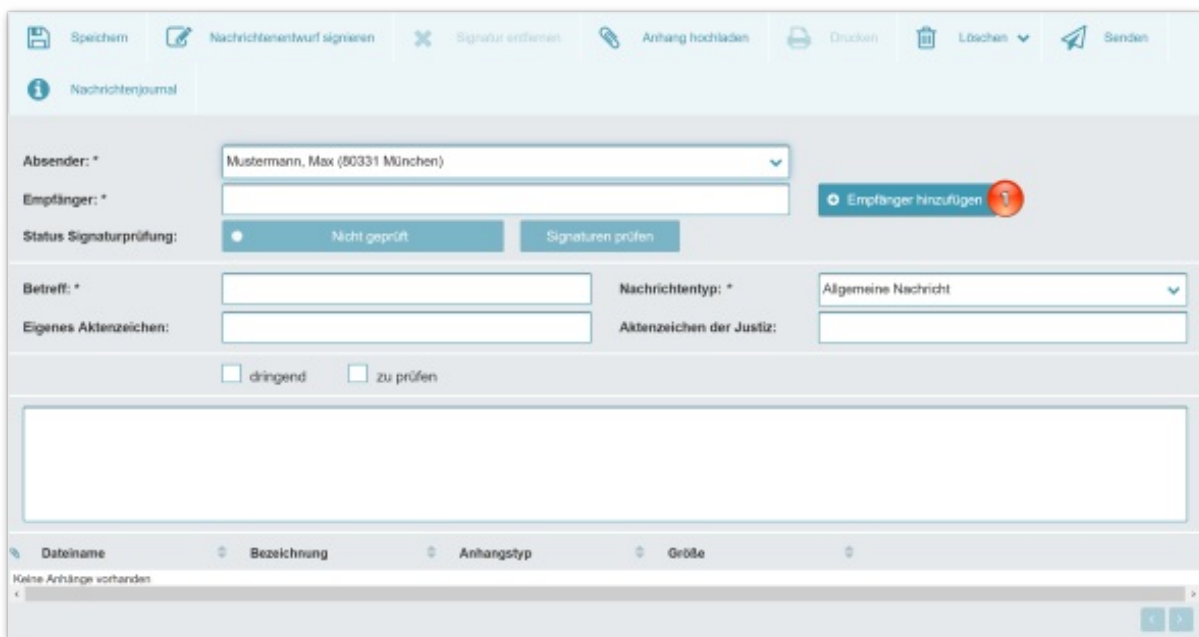 Speichern Nachrichtenentwurf signieren Signatur entfernen Anhang hochladen Drucken Löschen Senden
Nachrichtenjournal
Absender: * Mustermann, Max (80331 München)
Empfänger: * Empfänger hinzufügen 1
Status Signaturprüfung: Nicht geprüft Signaturen prüfen
Betreff: * Nachrichtentyp: * Allgemeine Nachricht
Eigenes Aktenzeichen: Aktenzeichen der Justiz:
dringend zu prüfen
Dateiname Bezeichnung Anhangstyp Größe
Keine Anhänge vorhanden